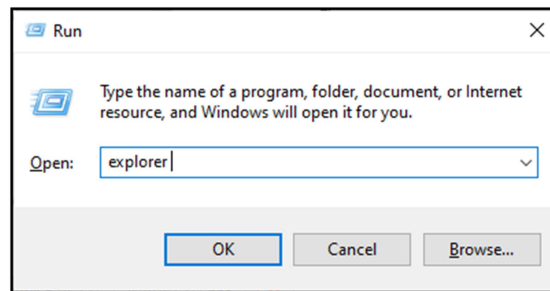 Run
Type the name of a program, folder, document, or Internet
resource, and Windows will open it for you.
Open: explorer
OK Cancel Browse...